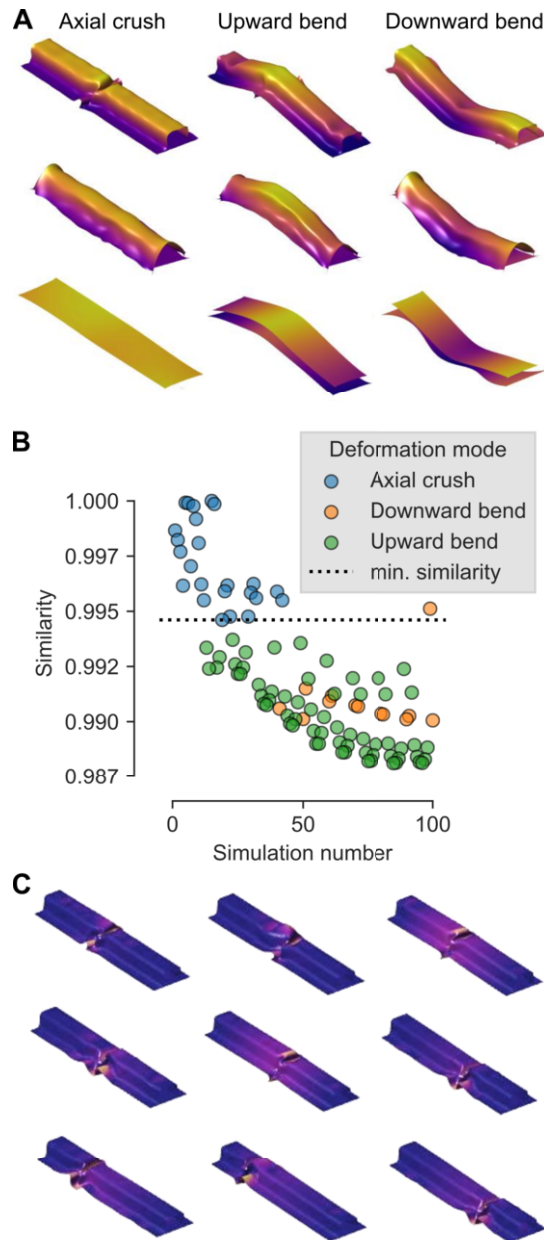 A
Axial crush Upward bend Downward bend
B
Deformation mode
Axial crush
Downward bend
Upward bend
min. similarity
1.000
0.997
0.995
0.992
0.990
0.987
Similarity
0 50 100
Simulation number
C